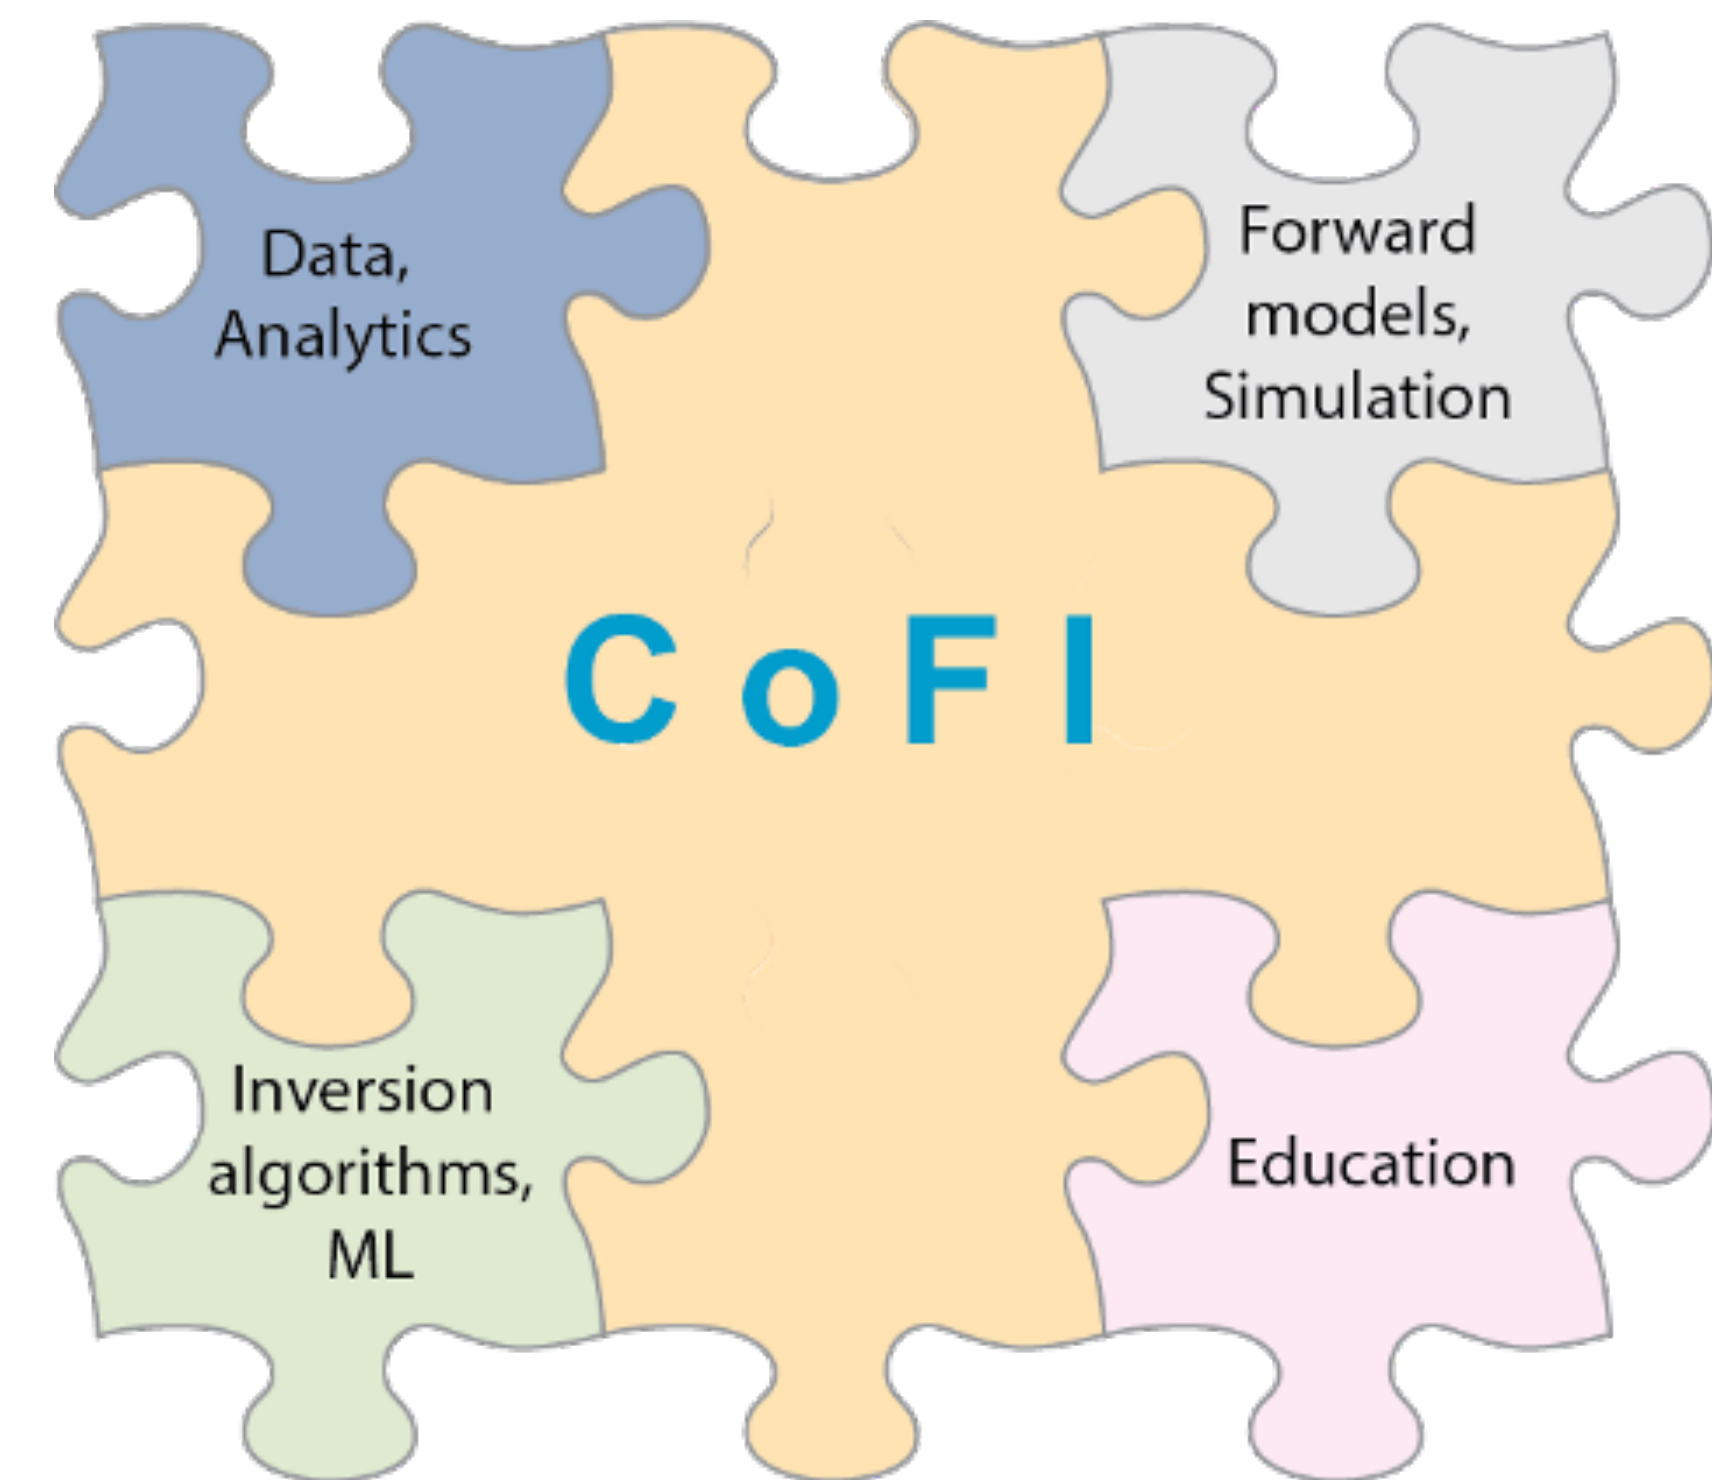 Data,
Analytics
Forward
models,
Simulation
C o F I
Inversion
algorithms,
ML
Education